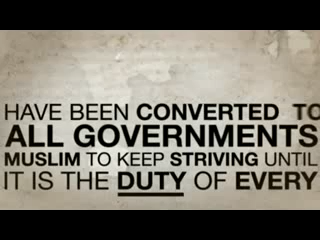 HAVE BEEN CONVERTED TO
ALL GOVERNMENTS
MUSLIM TO KEEP STRIVING UNTIL
IT IS THE DUTY OF EVERY